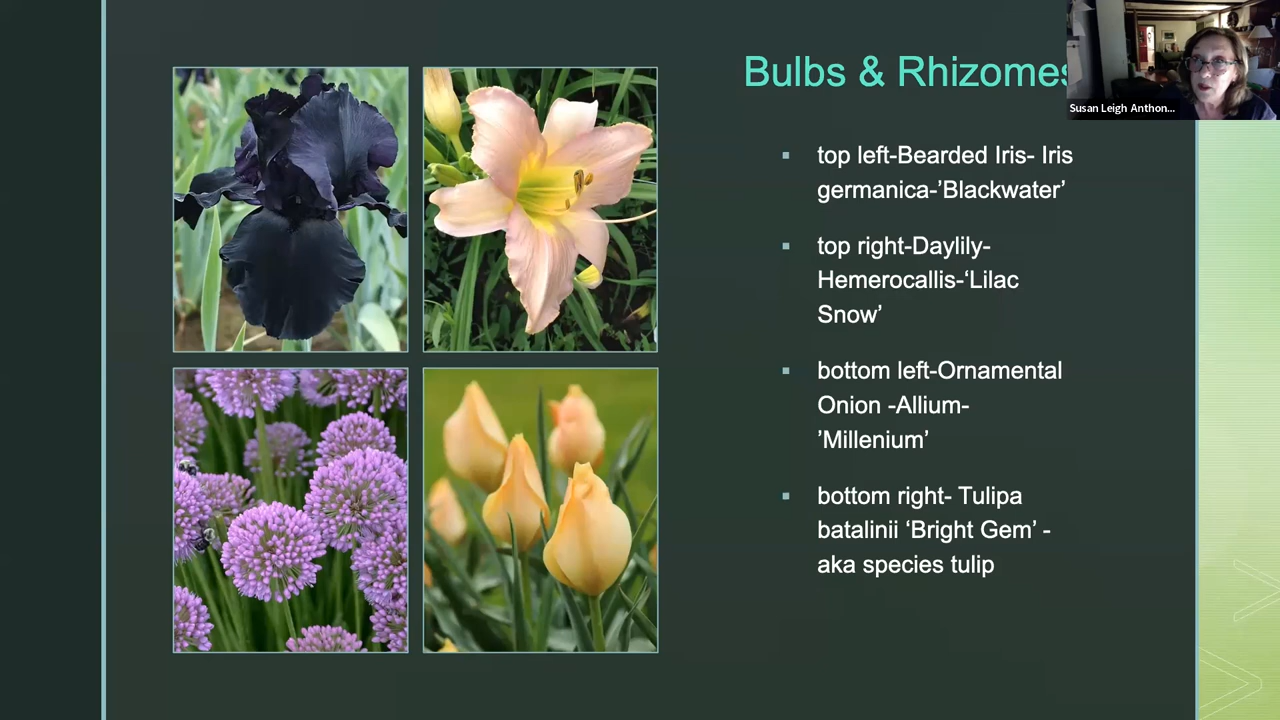 Bulbs & Rhizomes
Susan Leigh Anthon...
▪ top left-Bearded Iris- Iris
germanica-’Blackwater’
▪ top right-Daylily-
Hemerocallis-‘Lilac
Snow’
▪ bottom left-Ornamental
Onion -Allium-
’Millenium’
▪ bottom right- Tulipa
batalinii ‘Bright Gem’ -
aka species tulip